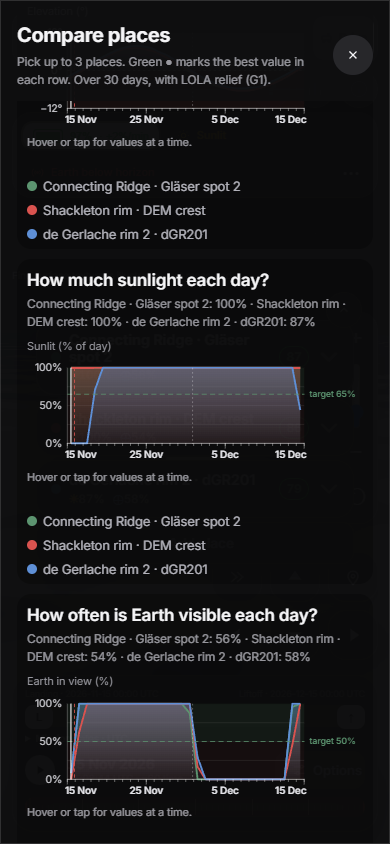 Compare places
Pick up to 3 places. Green ● marks the best value in
each row. Over 30 days, with LOLA relief (G1).
×
−12°
15 Nov 25 Nov 5 Dec 15 Dec
Hover or tap for values at a time.
Connecting Ridge · Gläser spot 2
Shackleton rim · DEM crest
de Gerlache rim 2 · dGR201
How much sunlight each day?
Connecting Ridge · Gläser spot 2: 100% · Shackleton rim ·
DEM crest: 100% · de Gerlache rim 2 · dGR201: 87%
Sunlit (% of day)
100%
target 65%
50%
0%
15 Nov 25 Nov 5 Dec 15 Dec
Hover or tap for values at a time.
Connecting Ridge · Gläser spot 2
Shackleton rim · DEM crest
de Gerlache rim 2 · dGR201
How often is Earth visible each day?
Connecting Ridge · Gläser spot 2: 56% · Shackleton rim ·
DEM crest: 54% · de Gerlache rim 2 · dGR201: 58%
Earth in view (%)
100%
50%
target 50%
0%
15 Nov 25 Nov 5 Dec 15 Dec
Hover or tap for values at a time.